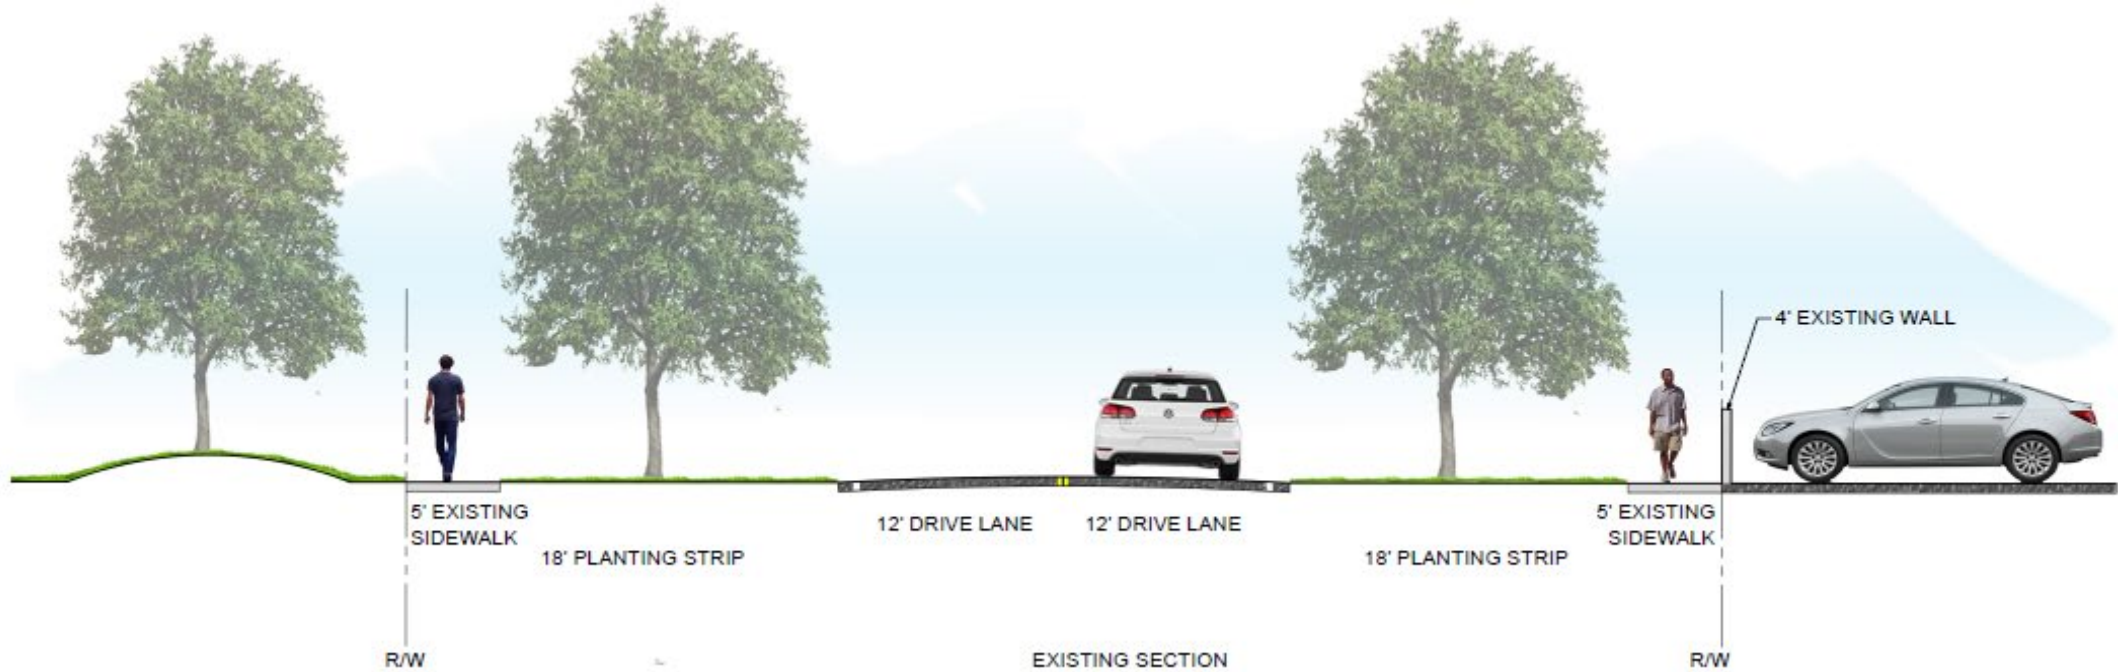 4' EXISTING WALL
5' EXISTING
SIDEWALK
18' PLANTING STRIP
12' DRIVE LANE
12' DRIVE LANE
18' PLANTING STRIP
5' EXISTING
SIDEWALK
R/W
EXISTING SECTION
R/W